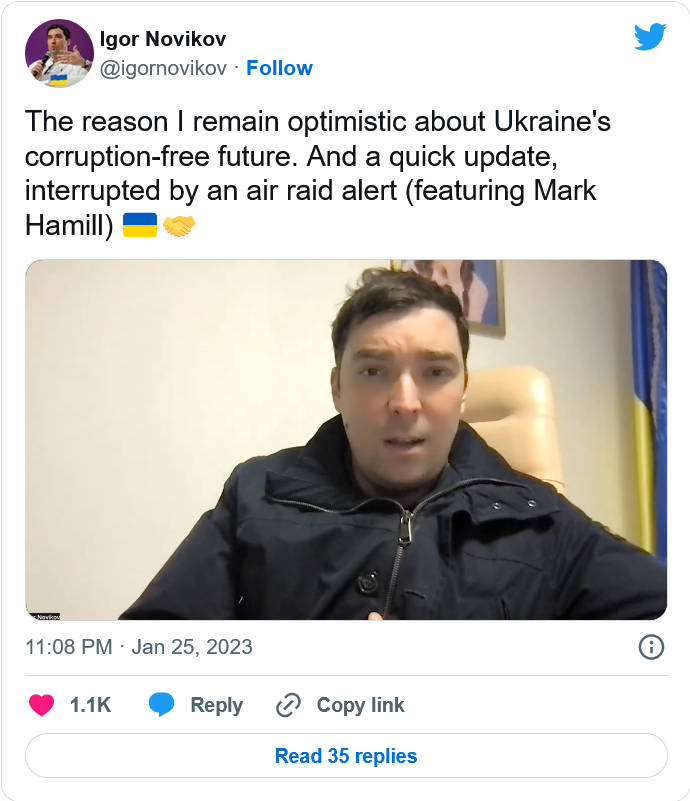 Igor Novikov
@igornovikov · Follow
The reason I remain optimistic about Ukraine's
corruption-free future. And a quick update,
interrupted by an air raid alert (featuring Mark
Hamill) 🇺🇦🤝
Novikov
11:08 PM · Jan 25, 2023
1.1K Reply Copy link
Read 35 replies